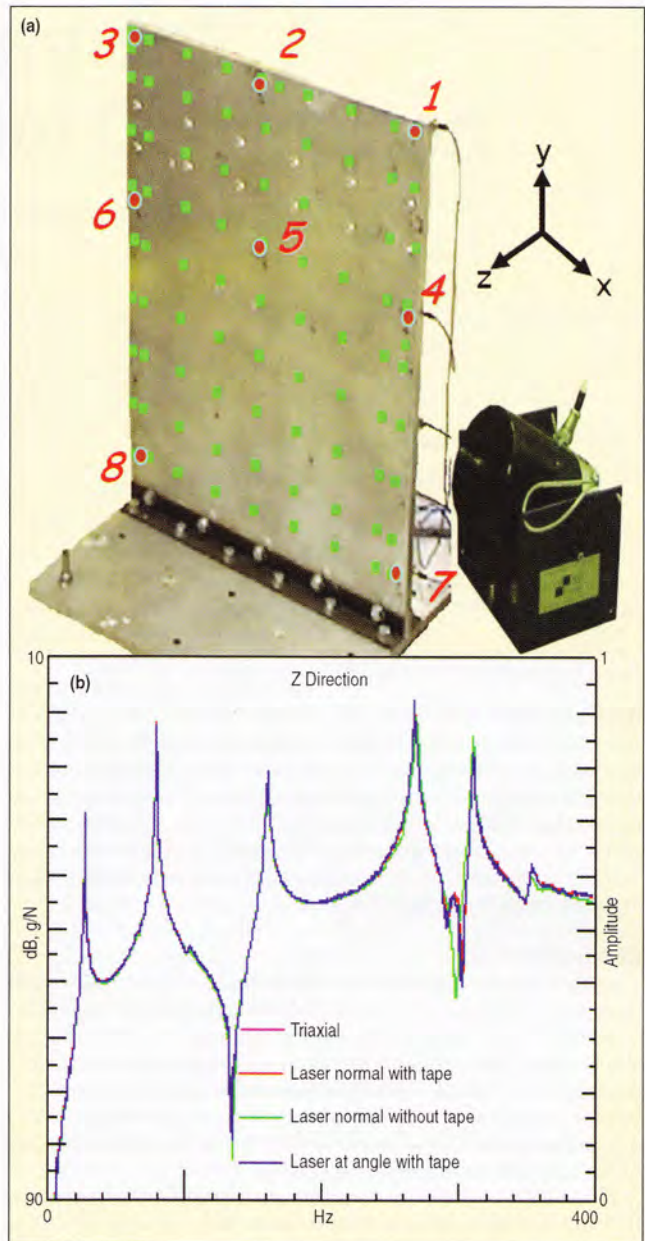 (a)
3
2
1
y
z
x
6
5
4
8
7
10
(b)
Z Direction
1
dB, g/N
Amplitude
Triaxial
Laser normal with tape
Laser normal without tape
Laser at angle with tape
90
0
Hz
0
400